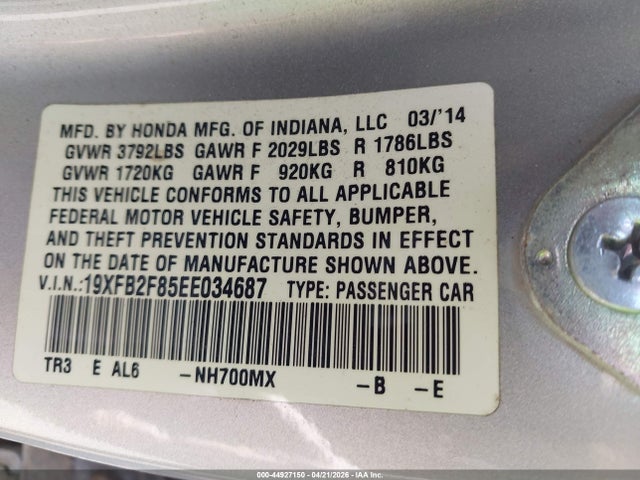 MFD. BY HONDA MFG. OF INDIANA, LLC 03/'14
GVWR 3792LBS GAWR F 2029LBS R 1786LBS
GVWR 1720KG GAWR F 920KG R 810KG
THIS VEHICLE CONFORMS TO ALL APPLICABLE
FEDERAL MOTOR VEHICLE SAFETY, BUMPER,
AND THEFT PREVENTION STANDARDS IN EFFECT
ON THE DATE OF MANUFACTURE SHOWN ABOVE.
V.I.N.:19XFB2F85EE034687 TYPE: PASSENGER CAR
TR3 E AL6 -NH700MX -B -E
000-44927150 - 04/21/2026 - IAA, Inc.